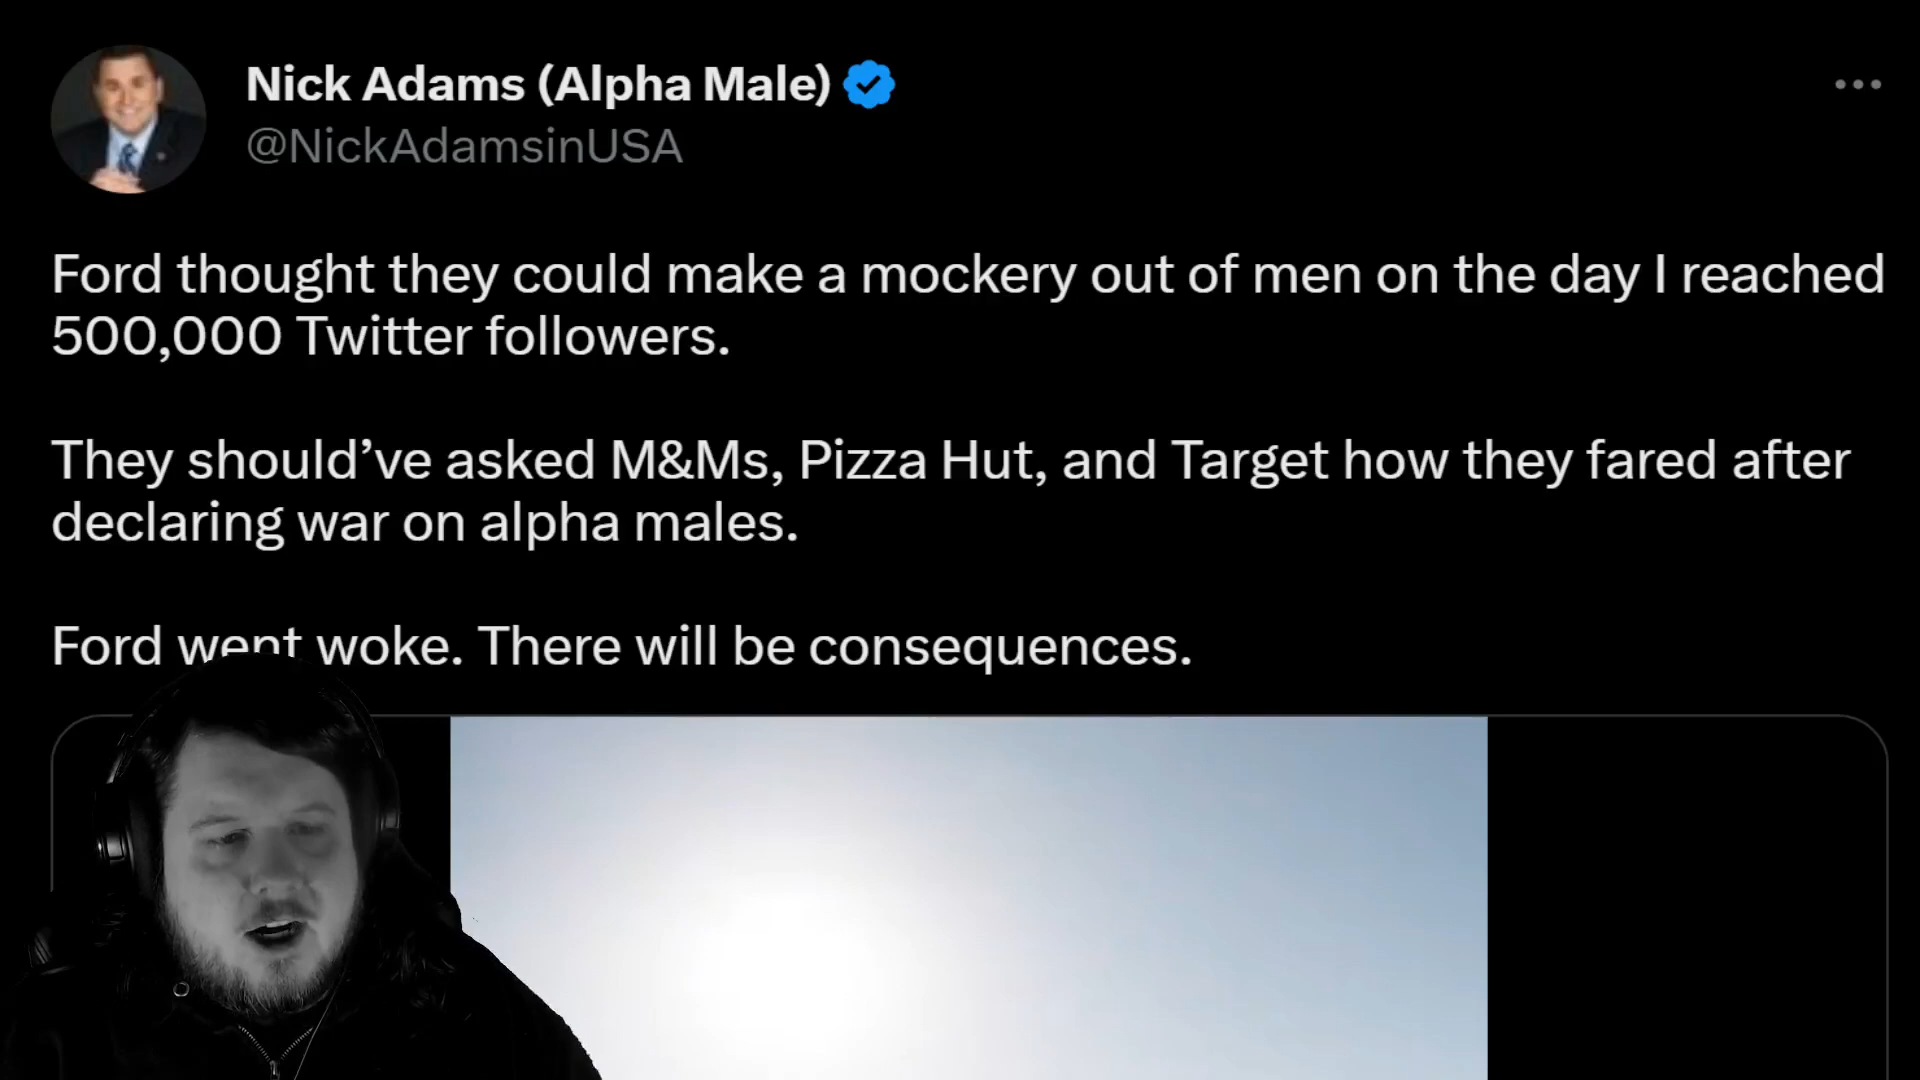 Nick Adams (Alpha Male)
@NickAdamsinUSA
Ford thought they could make a mockery out of men on the day I reached
500,000 Twitter followers.
They should’ve asked M&Ms, Pizza Hut, and Target how they fared after
declaring war on alpha males.
Ford went woke. There will be consequences.